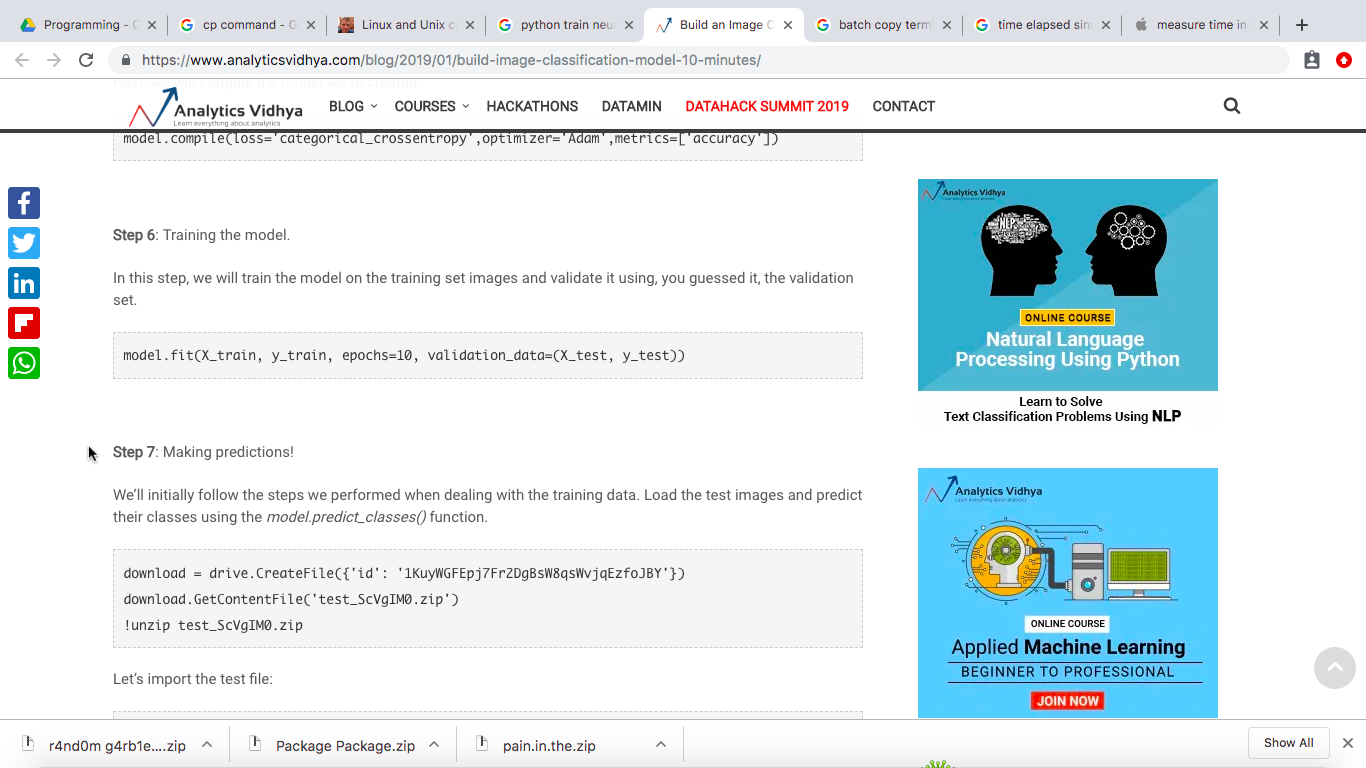 Programming - G
cp command - G
Linux and Unix c
python train neu
Build an Image C
batch copy term
time elapsed sin
measure time in
https://www.analyticsvidhya.com/blog/2019/01/build-image-classification-model-10-minutes/
Analytics Vidhya
Learn everything about analytics
BLOG
COURSES
HACKATHONS
DATAMIN
DATAHACK SUMMIT 2019
CONTACT
model.compile(loss='categorical_crossentropy',optimizer='Adam',metrics=['accuracy'])
Step 6: Training the model.
In this step, we will train the model on the training set images and validate it using, you guessed it, the validation
set.
model.fit(X_train, y_train, epochs=10, validation_data=(X_test, y_test))
Step 7: Making predictions!
We'll initially follow the steps we performed when dealing with the training data. Load the test images and predict
their classes using the model.predict_classes() function.
download = drive.CreateFile({'id': '1KuyWGFEpj7FrZDgBsW8qsWvjqEzfoJBY'})
download.GetContentFile('test_ScVgIM0.zip')
!unzip test_ScVgIM0.zip
Let's import the test file:
Analytics Vidhya
Learn everything about analytics
NLP
ONLINE COURSE
Natural Language
Processing Using Python
Learn to Solve
Text Classification Problems Using NLP
Analytics Vidhya
Learn everything about analytics
ONLINE COURSE
Applied Machine Learning
BEGINNER TO PROFESSIONAL
JOIN NOW
r4nd0m g4rb1e....zip
Package Package.zip
pain.in.the.zip
Show All